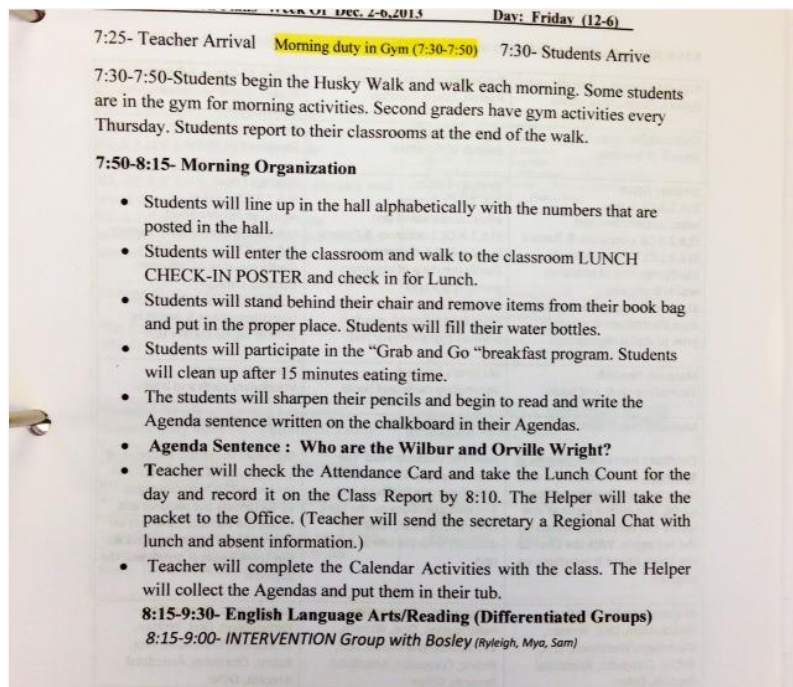 Week Of Dec. 2-6,2013 Day: Friday (12-6)
7:25- Teacher Arrival Morning duty in Gym (7:30-7:50) 7:30- Students Arrive
7:30-7:50-Students begin the Husky Walk and walk each morning. Some students
are in the gym for morning activities. Second graders have gym activities every
Thursday. Students report to their classrooms at the end of the walk.
7:50-8:15- Morning Organization
• Students will line up in the hall alphabetically with the numbers that are
posted in the hall.
• Students will enter the classroom and walk to the classroom LUNCH
CHECK-IN POSTER and check in for Lunch.
• Students will stand behind their chair and remove items from their book bag
and put in the proper place. Students will fill their water bottles.
• Students will participate in the “Grab and Go “breakfast program. Students
will clean up after 15 minutes eating time.
• The students will sharpen their pencils and begin to read and write the
Agenda sentence written on the chalkboard in their Agendas.
• Agenda Sentence : Who are the Wilbur and Orville Wright?
• Teacher will check the Attendance Card and take the Lunch Count for the
day and record it on the Class Report by 8:10. The Helper will take the
packet to the Office. (Teacher will send the secretary a Regional Chat with
lunch and absent information.)
• Teacher will complete the Calendar Activities with the class. The Helper
will collect the Agendas and put them in their tub.
8:15-9:30- English Language Arts/Reading (Differentiated Groups)
8:15-9:00- INTERVENTION Group with Bosley (Ryleigh, Mya, Sam)